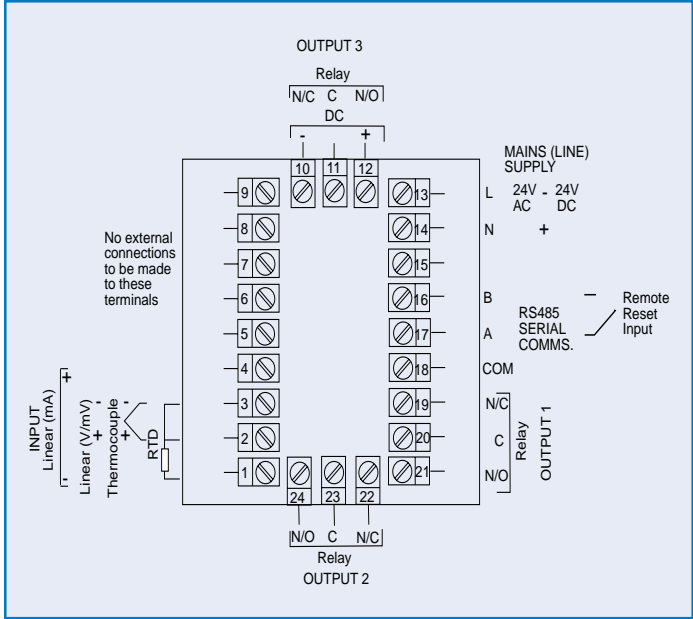 OUTPUT 3
Relay
N/C C N/O
DC
- +
10 11 12
MAINS (LINE)
SUPPLY
9 13 L 24V - 24V
AC DC
8 14 N +
No external
connections
to be made
to these
terminals
7 15
6 16 B
5 17 A
RS485
SERIAL
COMMS.
– Remote
Reset
Input
4 18 COM
3 19 N/C
2 20 C
1 21 N/O
Relay
OUTPUT 1
INPUT
Linear (mA)
+
-
Linear (V/mV)
+ -
Thermocouple
+ -
RTD
24 23 22
N/O C N/C
Relay
OUTPUT 2